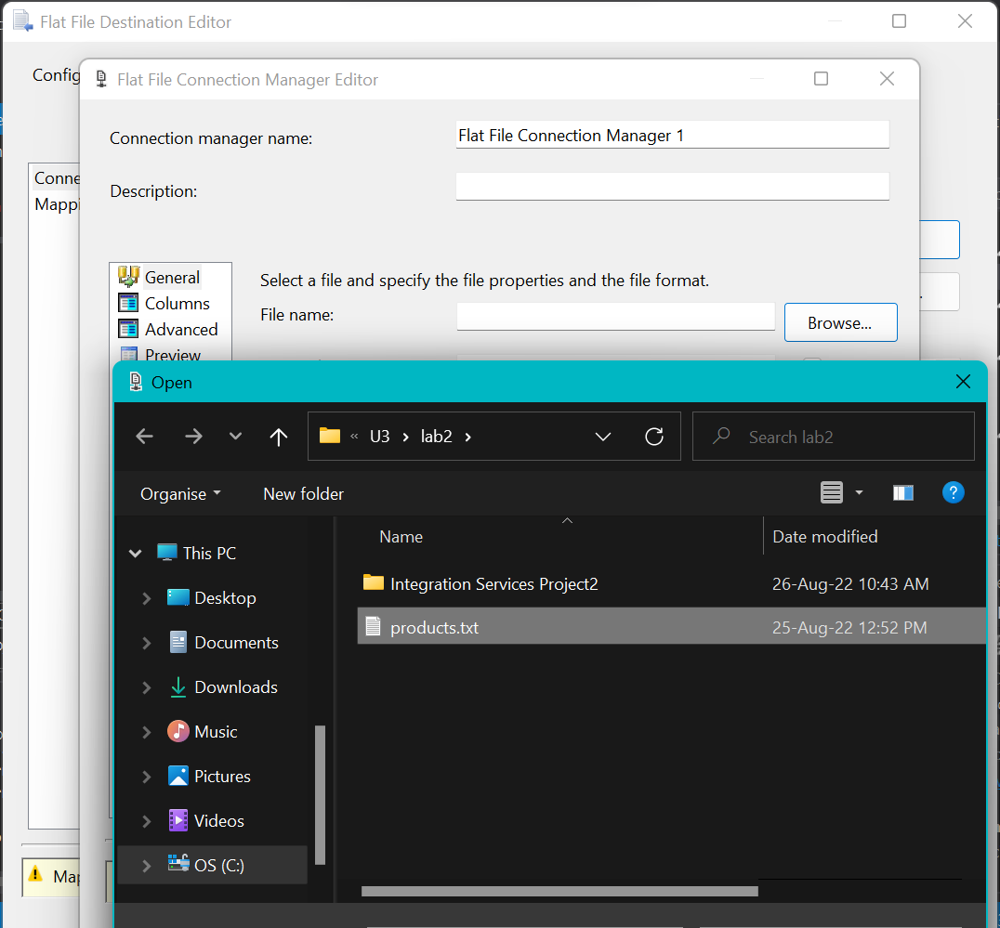 Flat File Destination Editor
Config
Flat File Connection Manager Editor
Connection manager name:
Flat File Connection Manager 1
Description:
Conne
Mappi
General
Columns
Advanced
Preview
Select a file and specify the file properties and the file format.
File name:
Browse...
Open
« U3 › lab2 ›
Search lab2
Organise
New folder
?
Name
Date modified
This PC
Desktop
Documents
Downloads
Music
Pictures
Videos
OS (C:)
Integration Services Project2
26-Aug-22 10:43 AM
products.txt
25-Aug-22 12:52 PM
Map